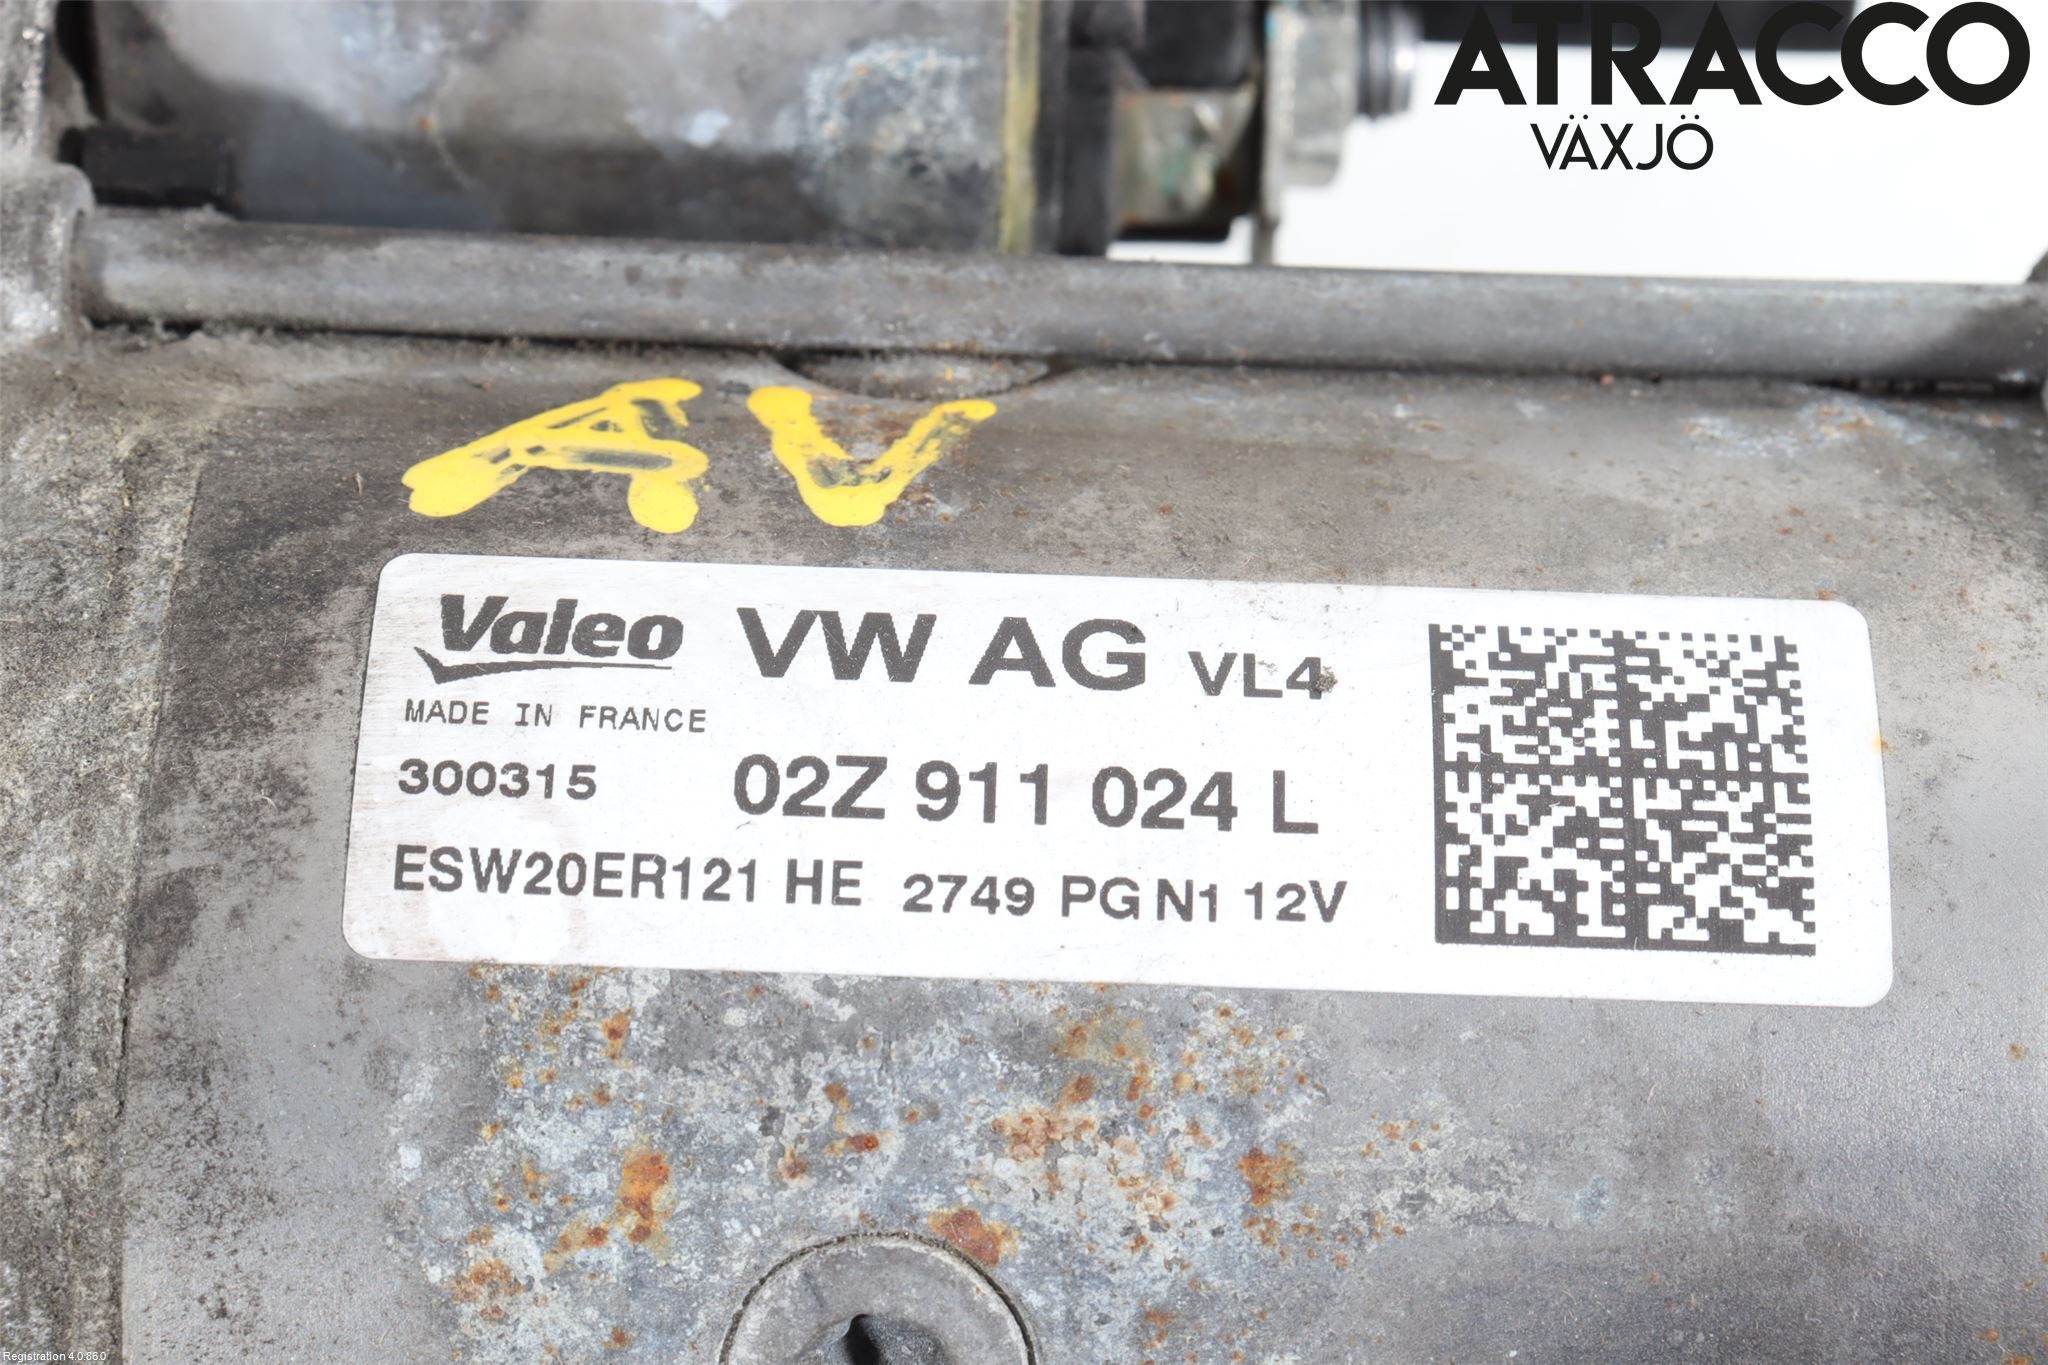 ATRACCO
VÄXJÖ
AV
Valeo VW AG VL4
MADE IN FRANCE
300315 02Z 911 024 L
ESW20ER121 HE 2749 PG N1 12V
Registration 4.0.86.0